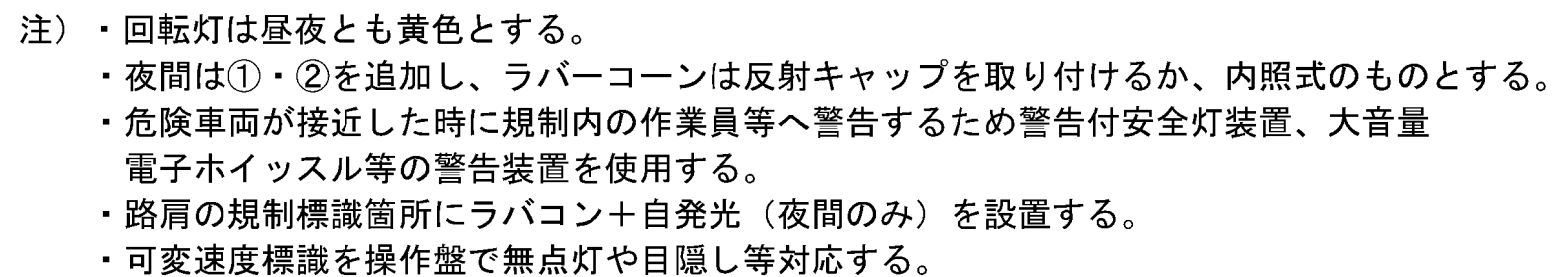 注）・回転灯は昼夜とも黄色とする。
・夜間は①・②を追加し、ラバーコーンは反射キャップを取り付けるか、内照式のものとする。
・危険車両が接近した時に規制内の作業員等へ警告するため警告付安全灯装置、大音量
電子ホイッスル等の警告装置を使用する。
・路肩の規制標識箇所にラバコン＋自発光（夜間のみ）を設置する。
・可変速度標識を操作盤で無点灯や目隠し等対応する。